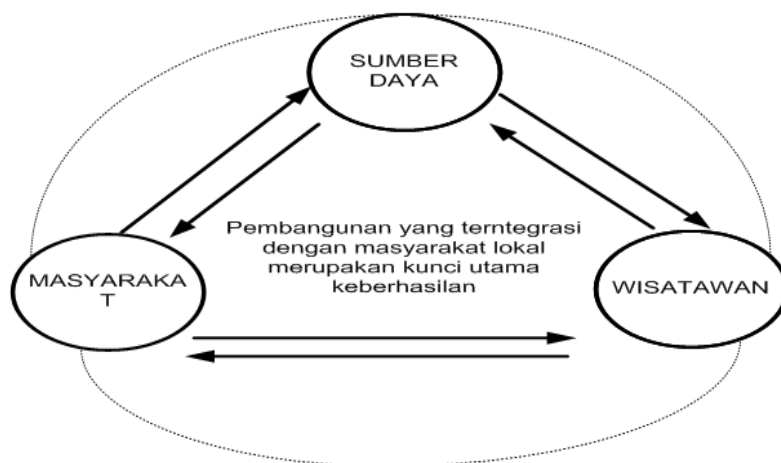 SUMBER
DAYA
Pembangunan yang terntegrasi
dengan masyarakat lokal
merupakan kunci utama
keberhasilan
MASYARAKA
T
WISATAWAN